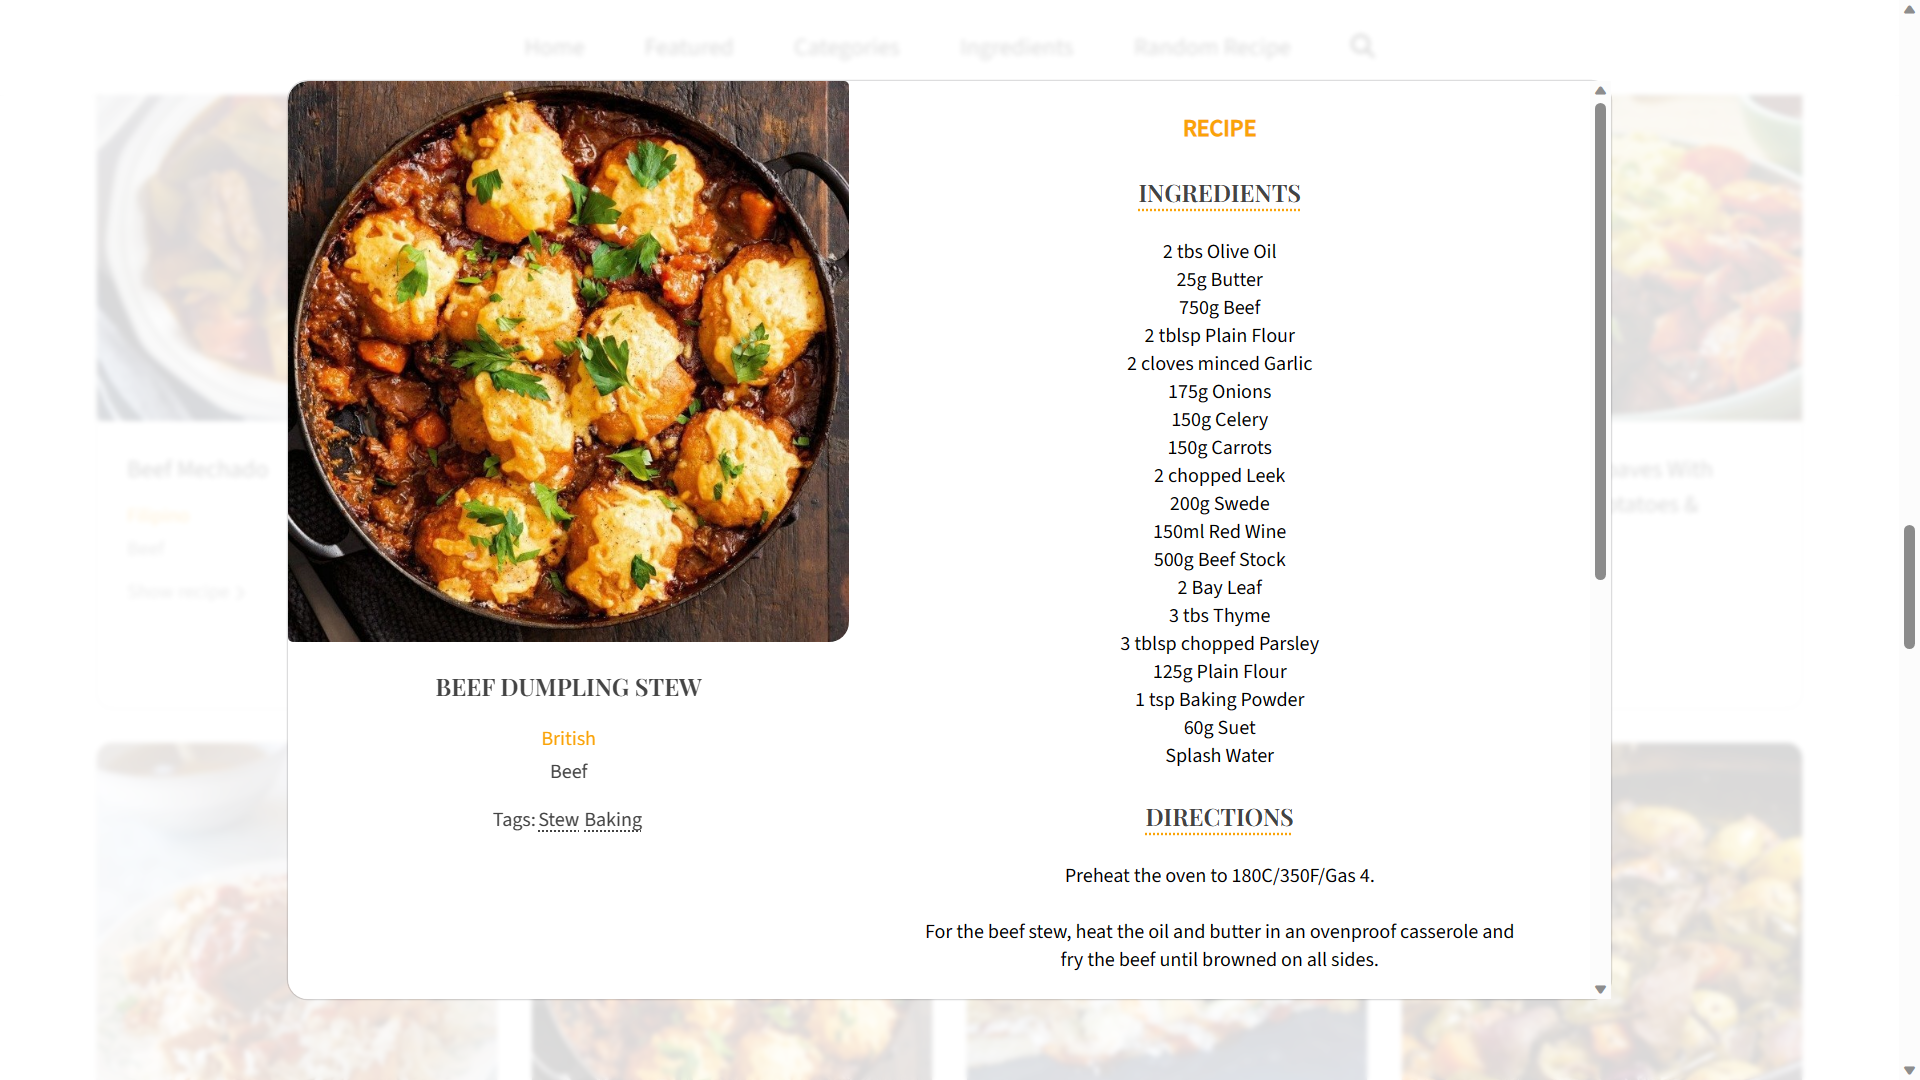 Home Featured Categories Ingredients Random Recipe
Beef Mechado
Filipino
Beef
Show recipe
aves With
tatoes &
BEEF DUMPLING STEW
British
Beef
Tags: Stew Baking
RECIPE
INGREDIENTS
2 tbs Olive Oil
25g Butter
750g Beef
2 tblsp Plain Flour
2 cloves minced Garlic
175g Onions
150g Celery
150g Carrots
2 chopped Leek
200g Swede
150ml Red Wine
500g Beef Stock
2 Bay Leaf
3 tbs Thyme
3 tblsp chopped Parsley
125g Plain Flour
1 tsp Baking Powder
60g Suet
Splash Water
DIRECTIONS
Preheat the oven to 180C/350F/Gas 4.
For the beef stew, heat the oil and butter in an ovenproof casserole and
fry the beef until browned on all sides.